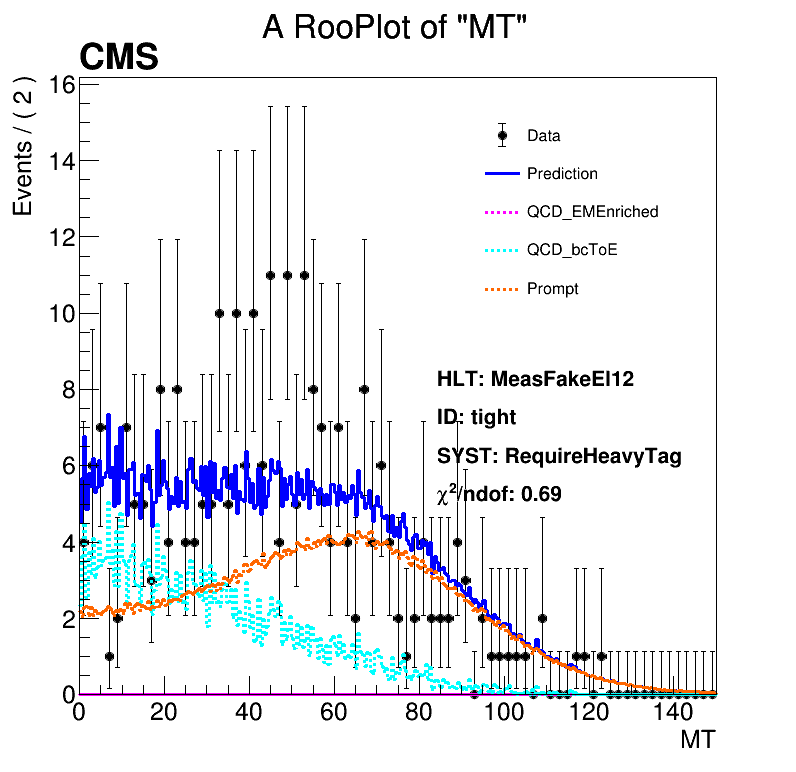 A RooPlot of "MT"
CMS
Events / ( 2 )
16
14
12
10
8
6
4
2
0
Data
Prediction
QCD_EMEnriched
QCD_bcToE
Prompt
HLT: MeasFakeEl12
ID: tight
SYST: RequireHeavyTag
χ²/ndof: 0.69
0 20 40 60 80 100 120 140
MT